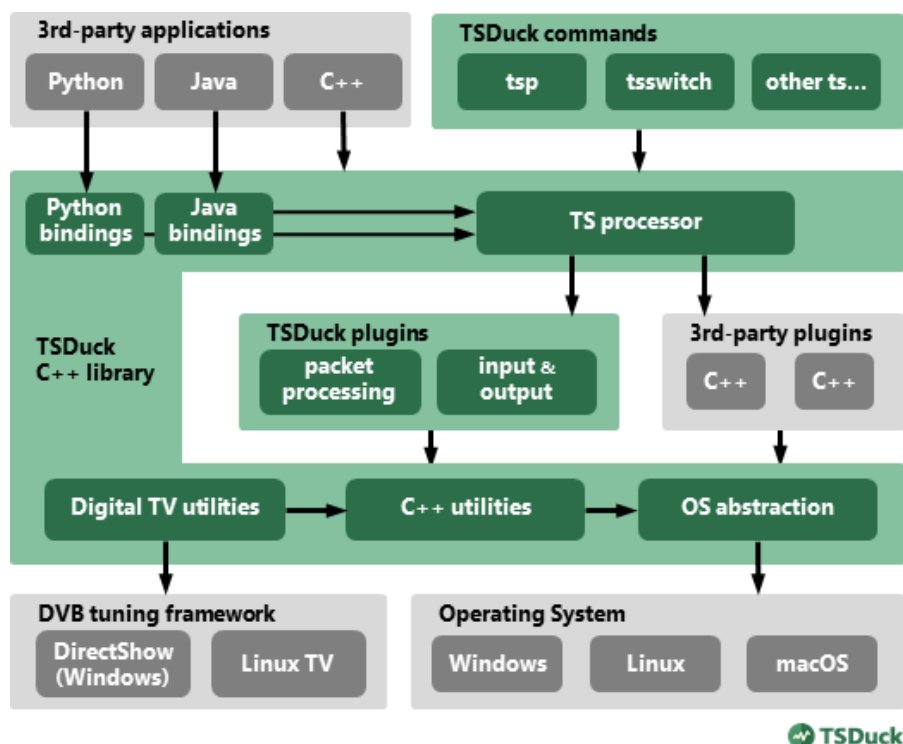 3rd-party applications
Python
Java
C++
TSDuck commands
tsp
tsswitch
other ts...
Python
bindings
Java
bindings
TS processor
TSDuck
C++ library
TSDuck plugins
packet
processing
input &
output
3rd-party plugins
C++
C++
Digital TV utilities
C++ utilities
OS abstraction
DVB tuning framework
DirectShow
(Windows)
Linux TV
Operating System
Windows
Linux
macOS
TSDuck